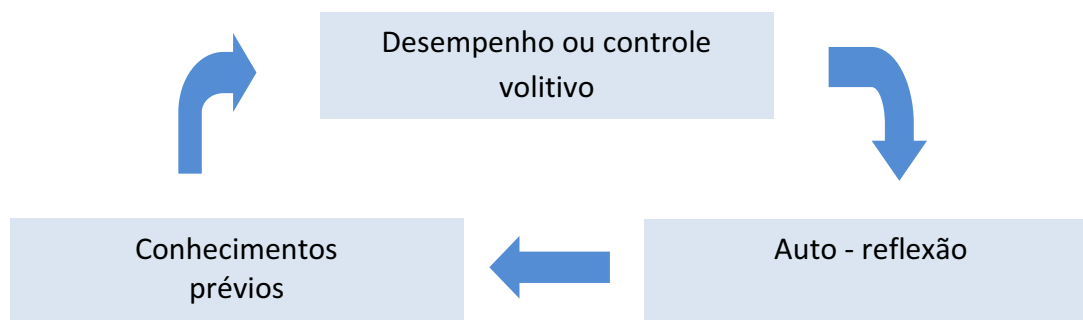 Desempenho ou controle
volitivo
Conhecimentos
prévios
Auto - reflexão